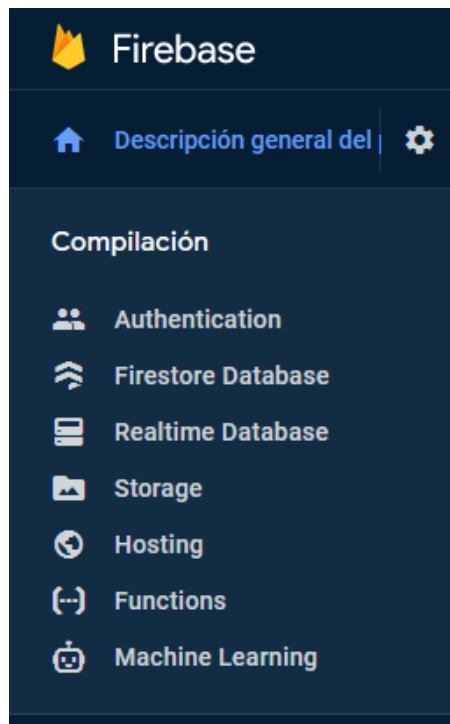 Firebase
Descripción general del
Compilación
Authentication
Firestore Database
Realtime Database
Storage
Hosting
Functions
Machine Learning